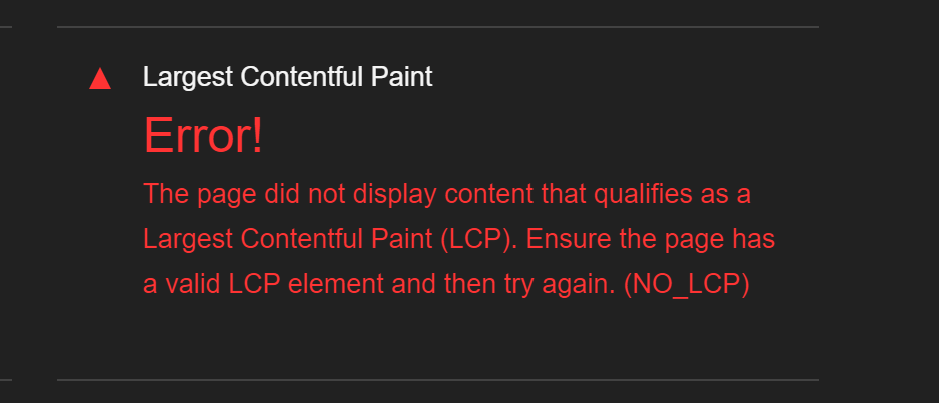 Largest Contentful Paint
Error!
The page did not display content that qualifies as a
Largest Contentful Paint (LCP). Ensure the page has
a valid LCP element and then try again. (NO_LCP)